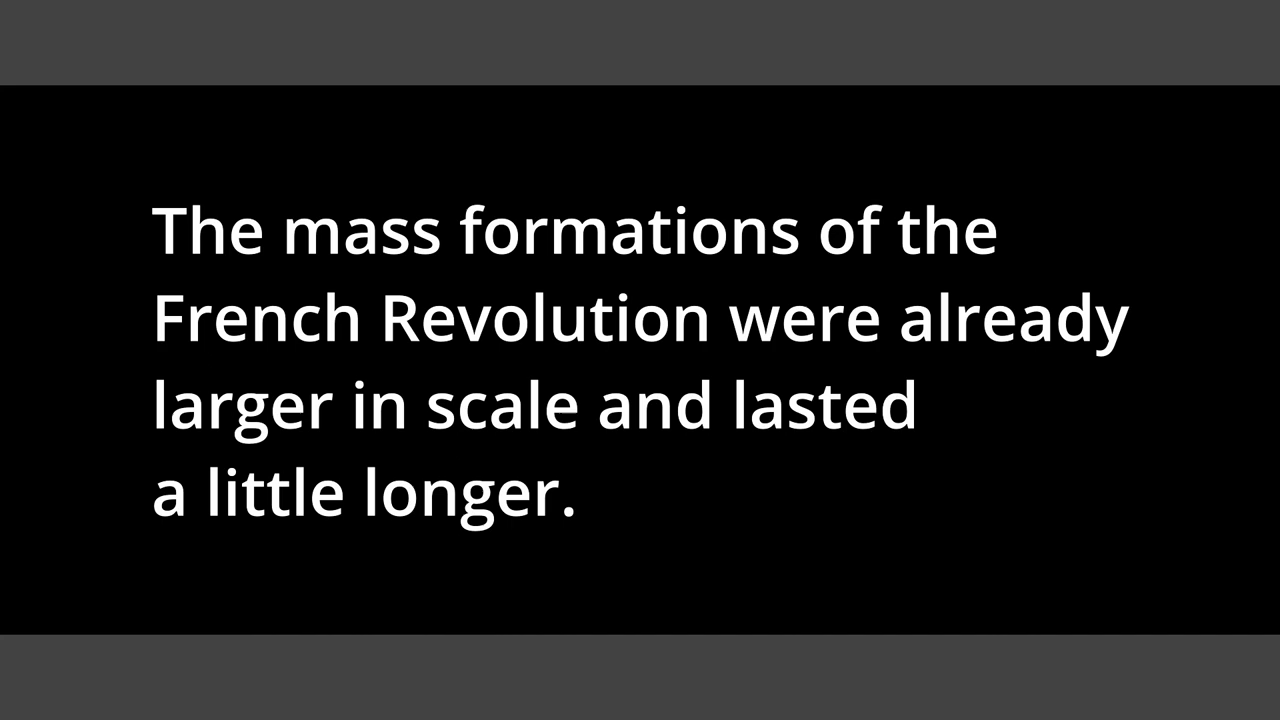 The mass formations of the
French Revolution were already
larger in scale and lasted
a little longer.